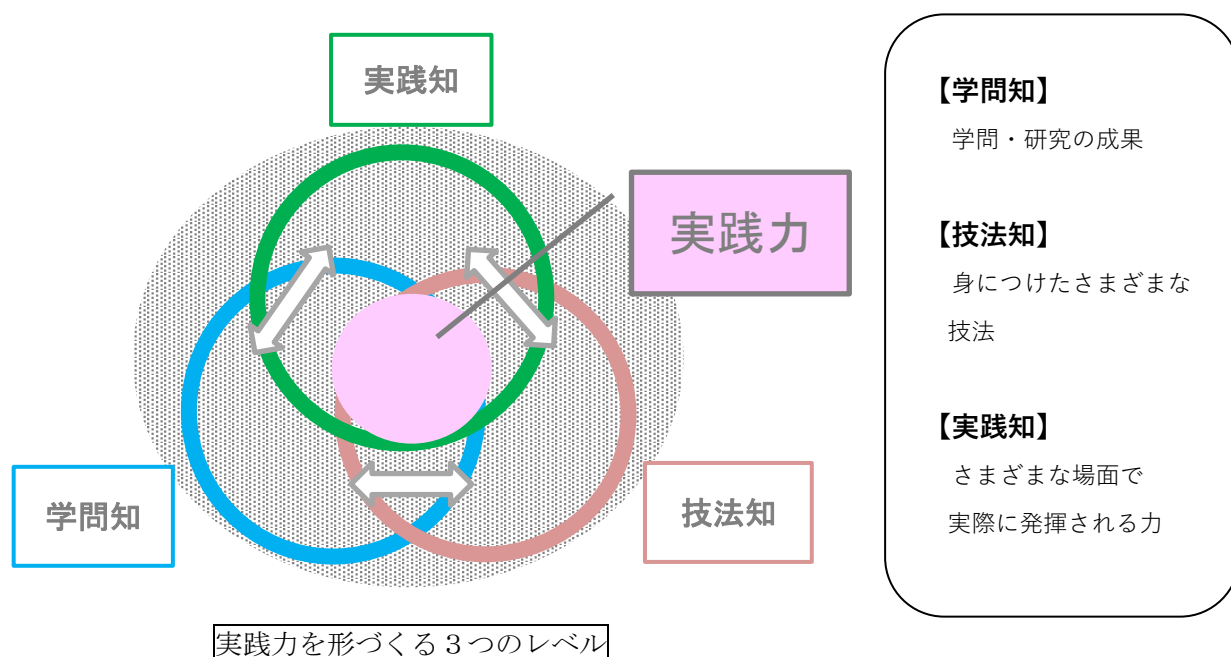 実践知
実践力
学問知
技法知
実践力を形づくる3つのレベル
【学問知】
学問・研究の成果
【技法知】
身につけたさまざまな
技法
【実践知】
さまざまな場面で
実際に発揮される力